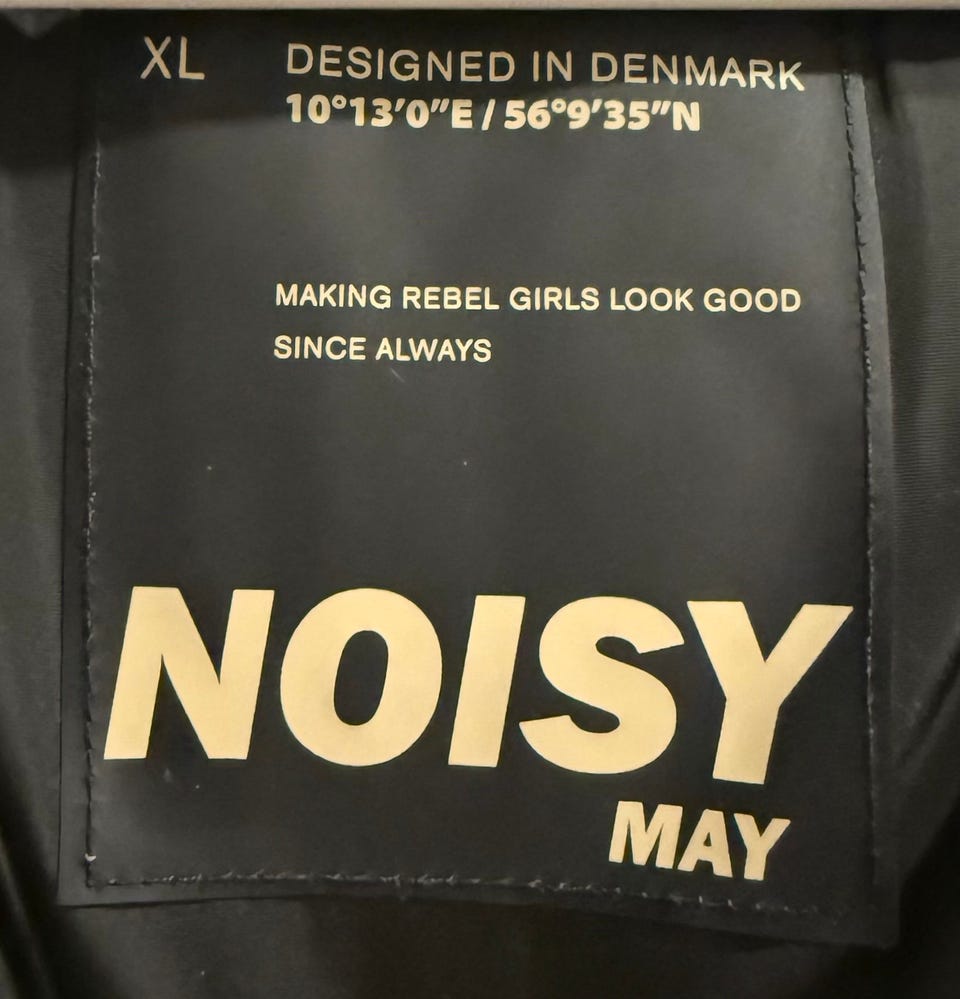 XL
DESIGNED IN DENMARK
10°13'0"E / 56°9'35"N
MAKING REBEL GIRLS LOOK GOOD
SINCE ALWAYS
NOISY
MAY